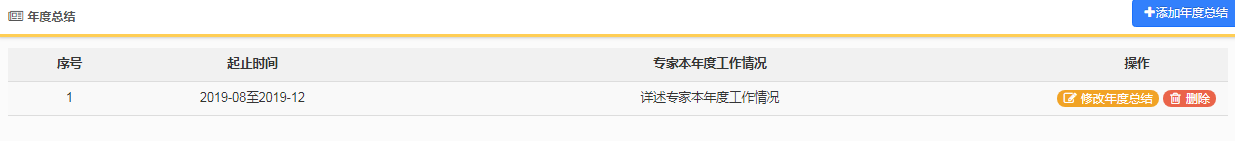 年度总结
添加年度总结
序号 起止时间 专家本年度工作情况 操作
1 2019-08至2019-12 详述专家本年度工作情况 修改年度总结 删除